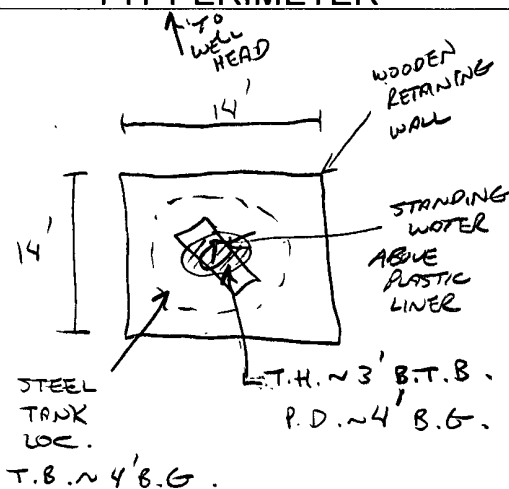 PIT PERIMETER
↑ TO
WELL
HEAD
14'
WOODEN
RETAINING
WALL
14'
STANDING
WATER
ABOVE
PLASTIC
LINER
T.H. ~ 3' B.T.B.
P.D. ~ 4' B.G.
STEEL
TANK
LOC.
T.B. ~ 4' B.G.